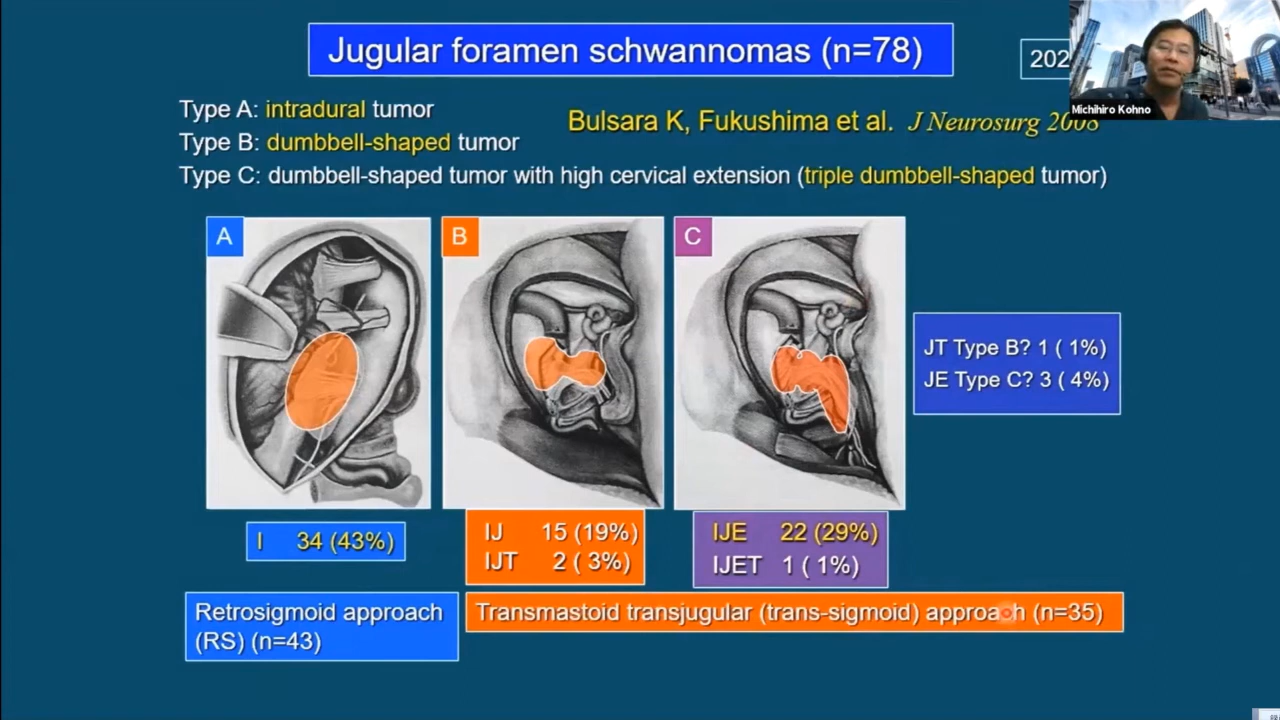 Jugular foramen schwannomas (n=78)
202
Michihiro Kohno
Type A: intradural tumor
Bulsara K, Fukushima et al. J Neurosurg 2008
Type B: dumbbell-shaped tumor
Type C: dumbbell-shaped tumor with high cervical extension (triple dumbbell-shaped tumor)
A
B
C
JT Type B? 1 ( 1%)
JE Type C? 3 ( 4%)
I 34 (43%)
IJ 15 (19%)
IJT 2 ( 3%)
IJE 22 (29%)
IJET 1 ( 1%)
Retrosigmoid approach
(RS) (n=43)
Transmastoid transjugular (trans-sigmoid) approach (n=35)